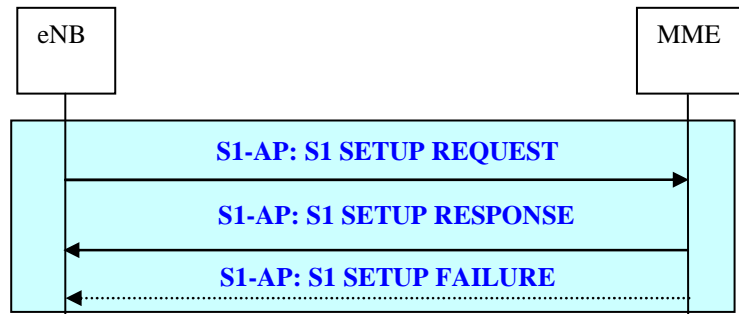 eNB
MME
S1-AP: S1 SETUP REQUEST
S1-AP: S1 SETUP RESPONSE
S1-AP: S1 SETUP FAILURE